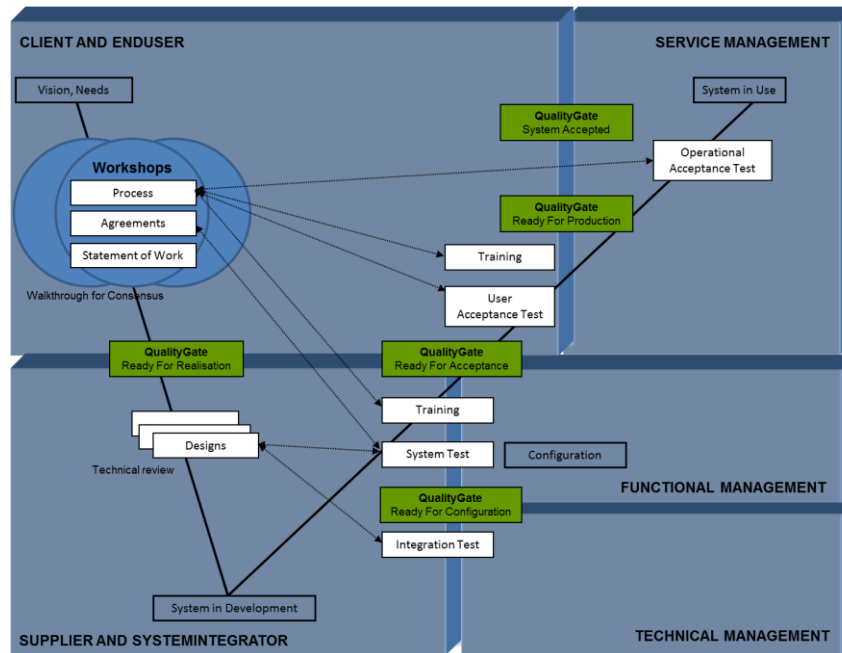 CLIENT AND ENDUSER
SERVICE MANAGEMENT
Vision, Needs
System in Use
QualityGate
System Accepted
Workshops
Operational
Acceptance Test
Process
Agreements
QualityGate
Ready For Production
Statement of Work
Training
Walkthrough for Consensus
User
Acceptance Test
QualityGate
Ready For Realisation
QualityGate
Ready For Acceptance
Training
Designs
System Test
Configuration
Technical review
FUNCTIONAL MANAGEMENT
QualityGate
Ready For Configuration
Integration Test
System in Development
SUPPLIER AND SYSTEMINTEGRATOR
TECHNICAL MANAGEMENT